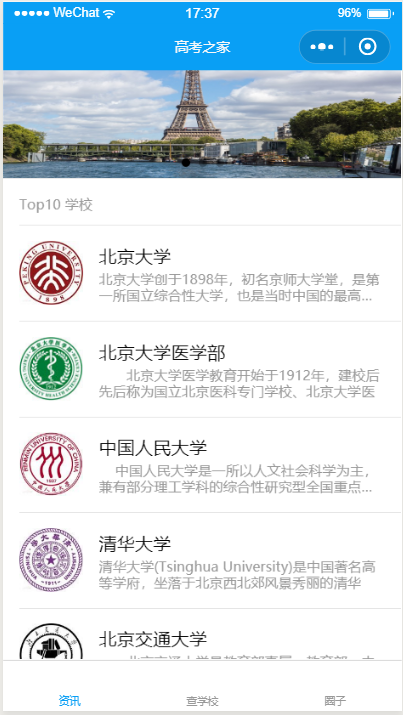 WeChat 17:37 96%
高考之家
Top10 学校
北京大学
北京大学创于1898年，初名京师大学堂，是第
一所国立综合性大学，也是当时中国的最高...
北京大学医学部
北京大学医学教育开始于1912年，建校后
先后称为国立北京医科专门学校、北京大学医
中国人民大学
中国人民大学是一所以人文社会科学为主，
兼有部分理工学科的综合性研究型全国重点...
清华大学
清华大学(Tsinghua University)是中国著名高
等学府，坐落于北京西北郊风景秀丽的清华
北京交通大学
资讯 查学校 圈子